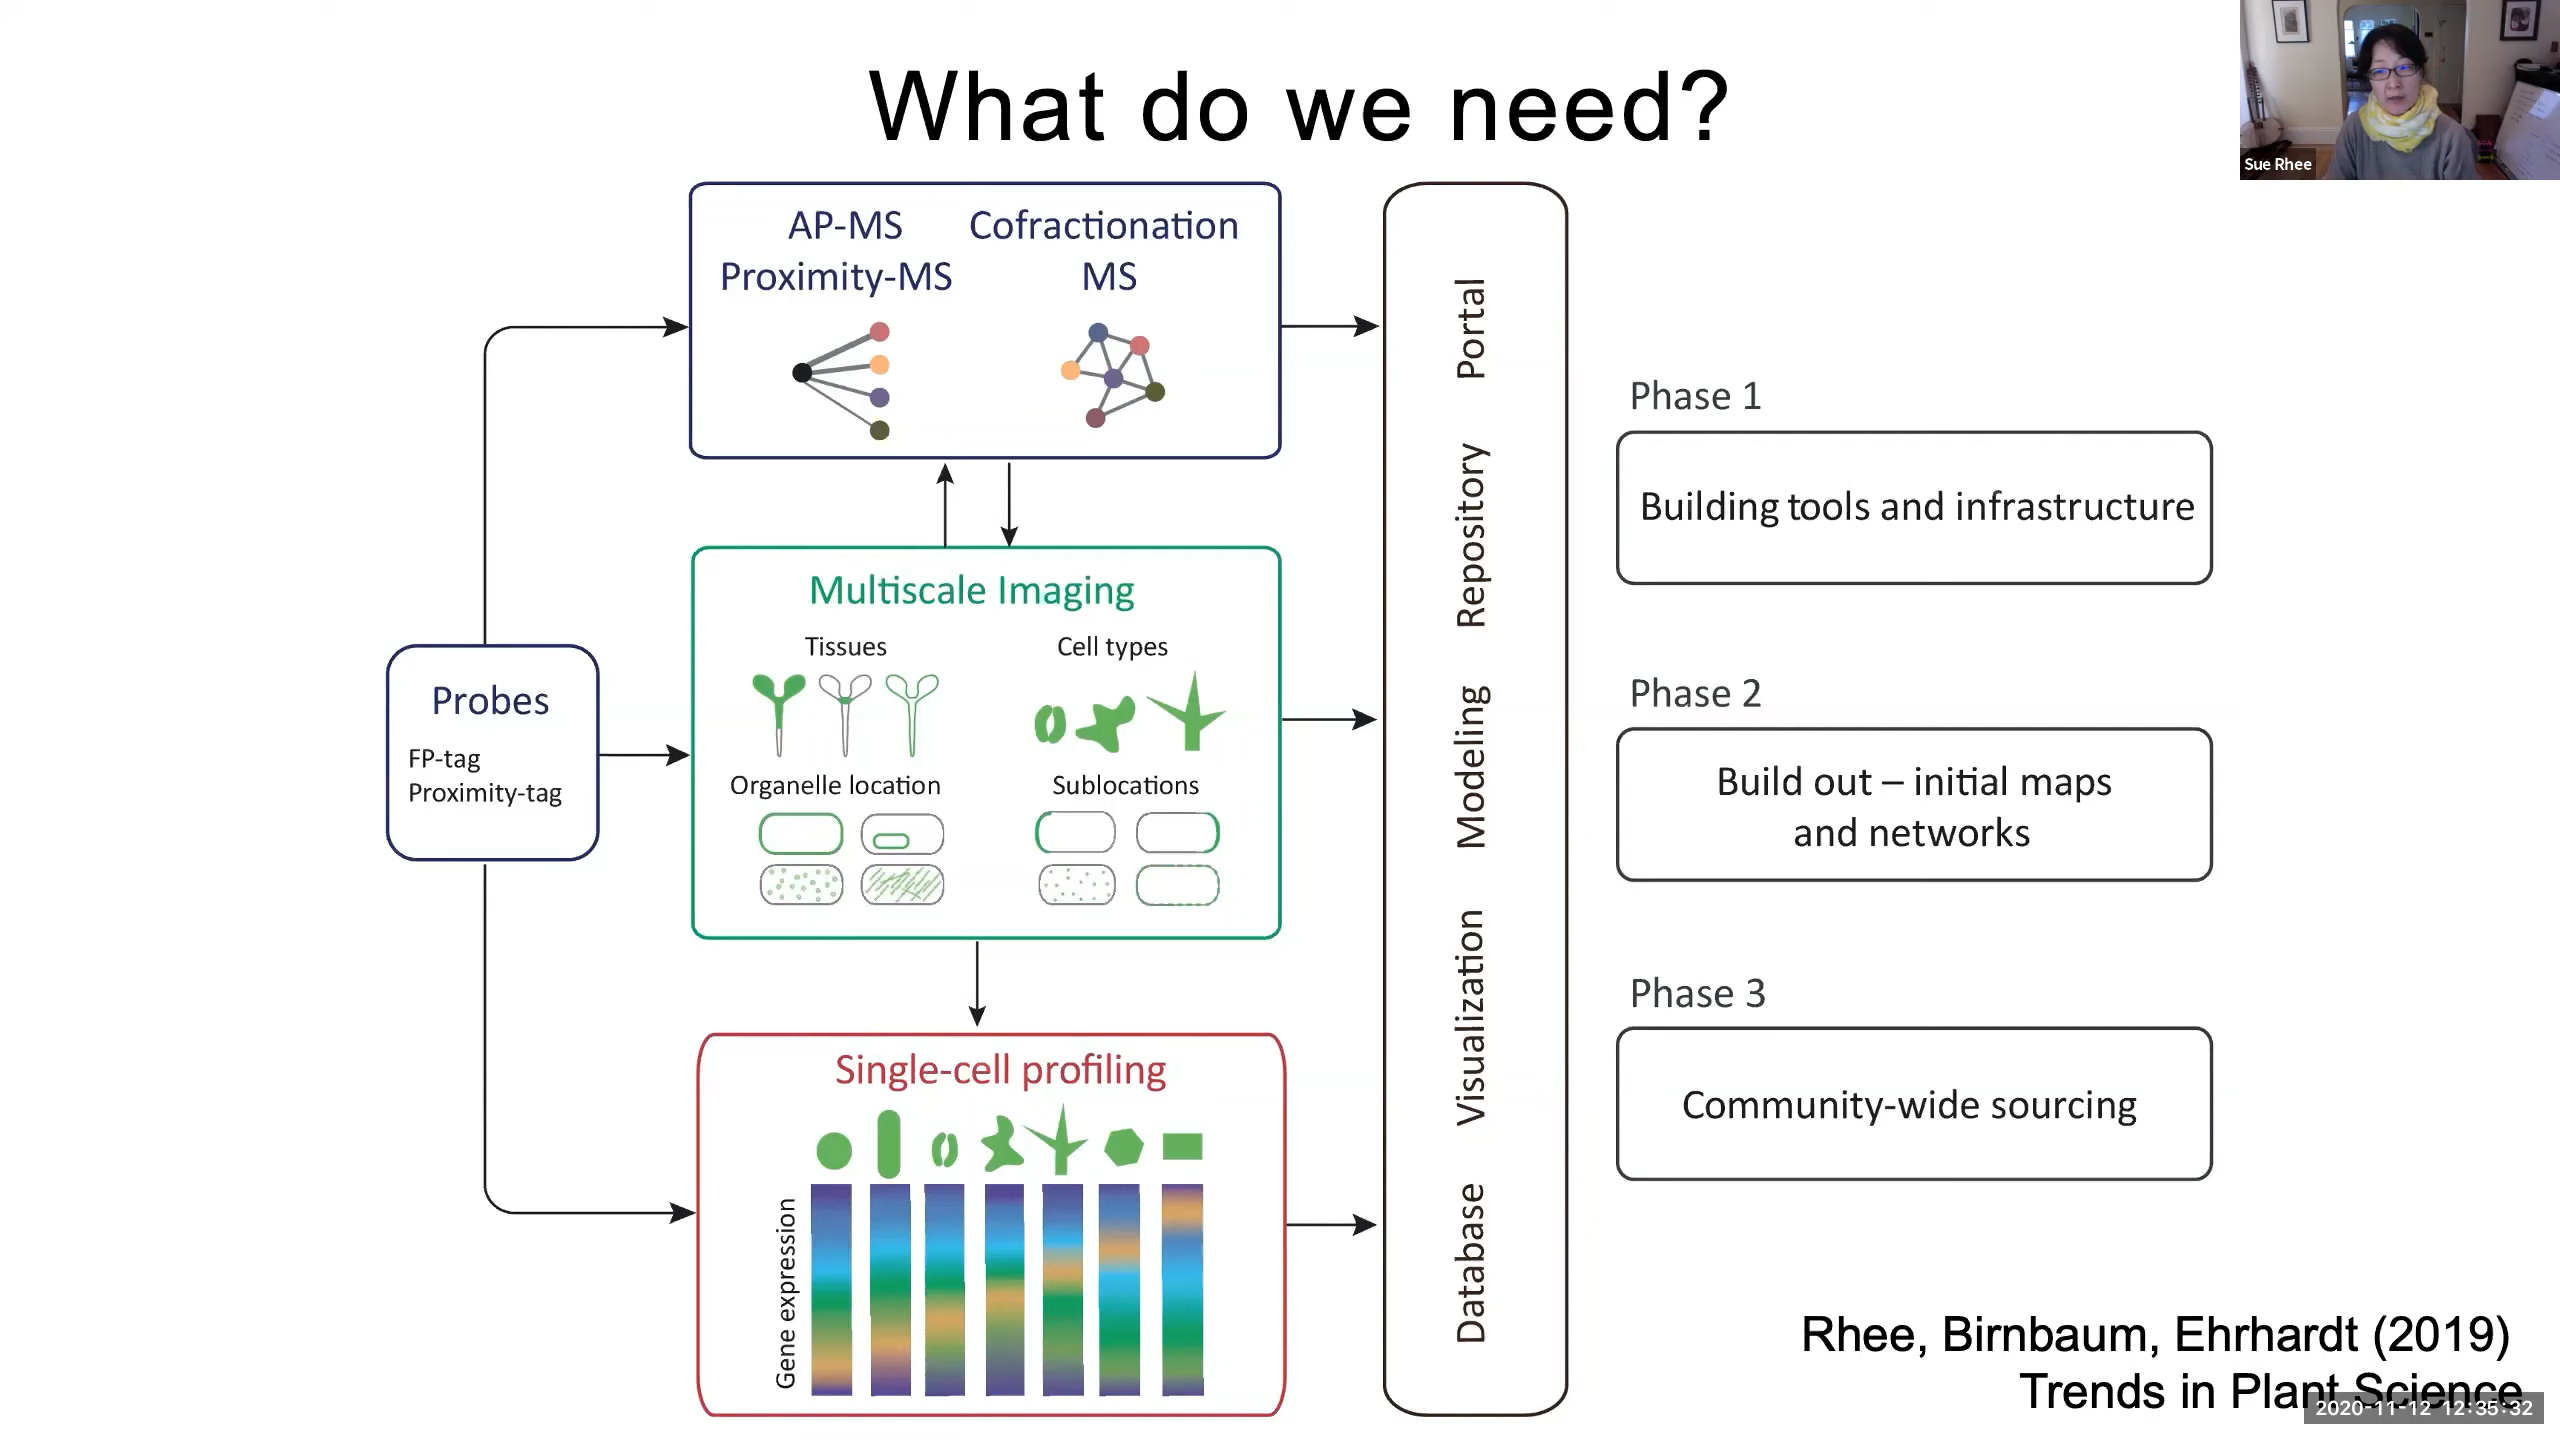 What do we need?
Sue Rhee
AP-MS
Proximity-MS
Cofractionation
MS
Multiscale Imaging
Tissues
Cell types
Organelle location
Sublocations
Probes
FP-tag
Proximity-tag
Single-cell profiling
Gene expression
Database Visualization Modeling Repository Portal
Phase 1
Building tools and infrastructure
Phase 2
Build out – initial maps
and networks
Phase 3
Community-wide sourcing
Rhee, Birnbaum, Ehrhardt (2019)
Trends in Plant Science
2020-11-12 12:35:32